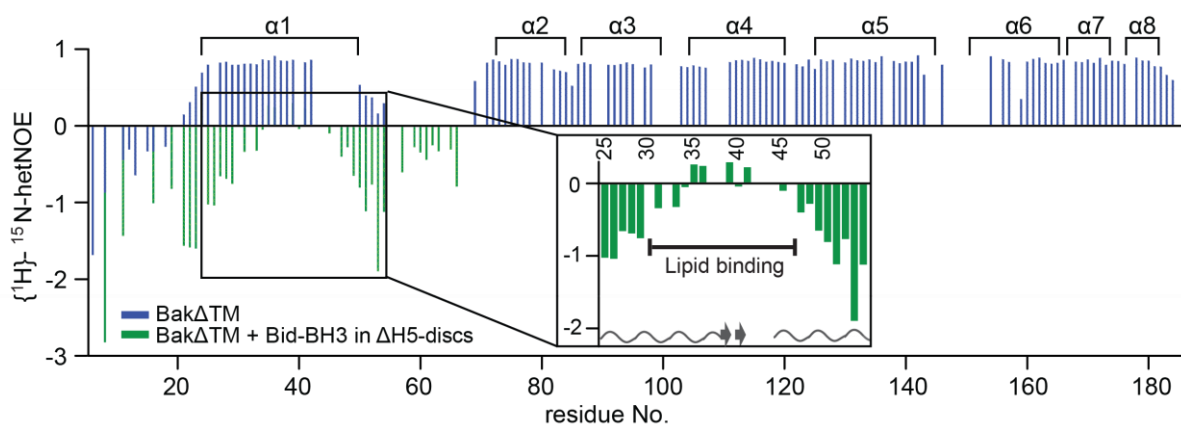 α1 α2 α3 α4 α5 α6 α7 α8
1
0
-1
-2
-3
{¹H}- ¹⁵N-hetNOE
25 30 35 40 45 50
0
-1
-2
Lipid binding
BakΔTM
BakΔTM + Bid-BH3 in ΔH5-discs
20 40 60 80 100 120 140 160 180
residue No.